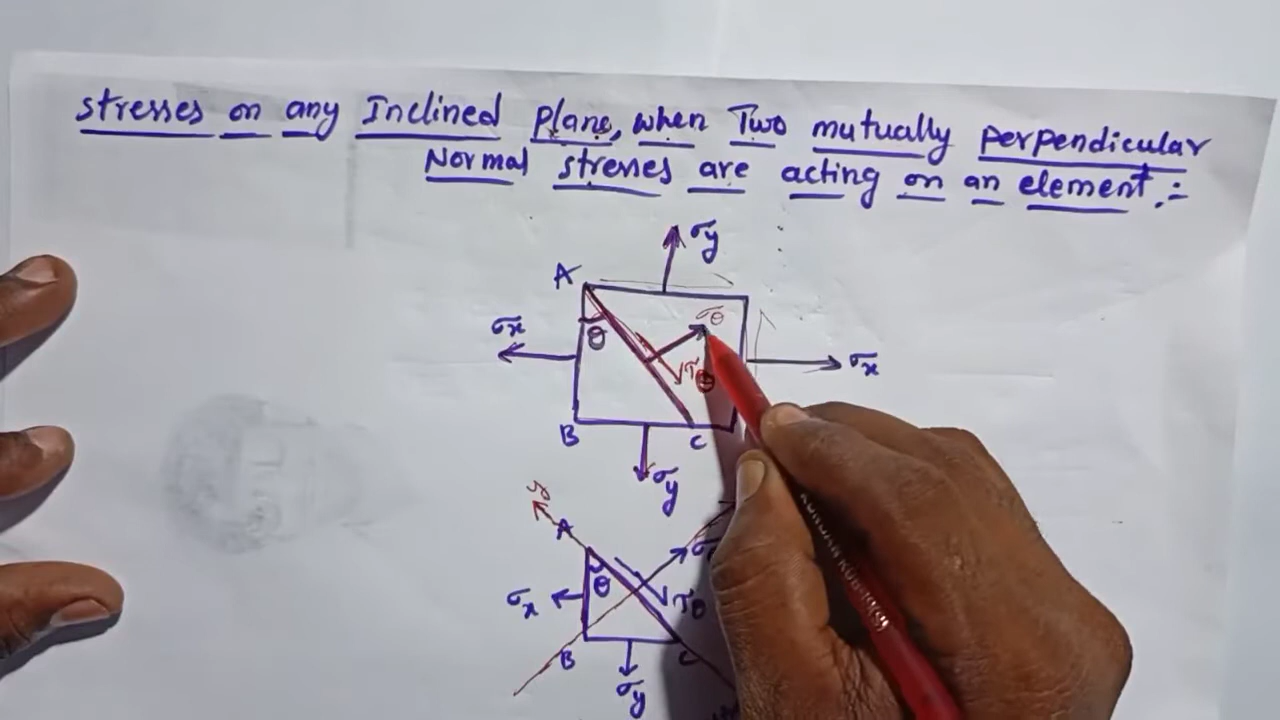 stresses on any Inclined Plane, when Two mutually perpendicular
Normal stresses are acting on an element :-
σy
A
σx
θ
σθ
τθ
σx
B
C
σy
y
A
θ
σx
τθ
B
C
σy